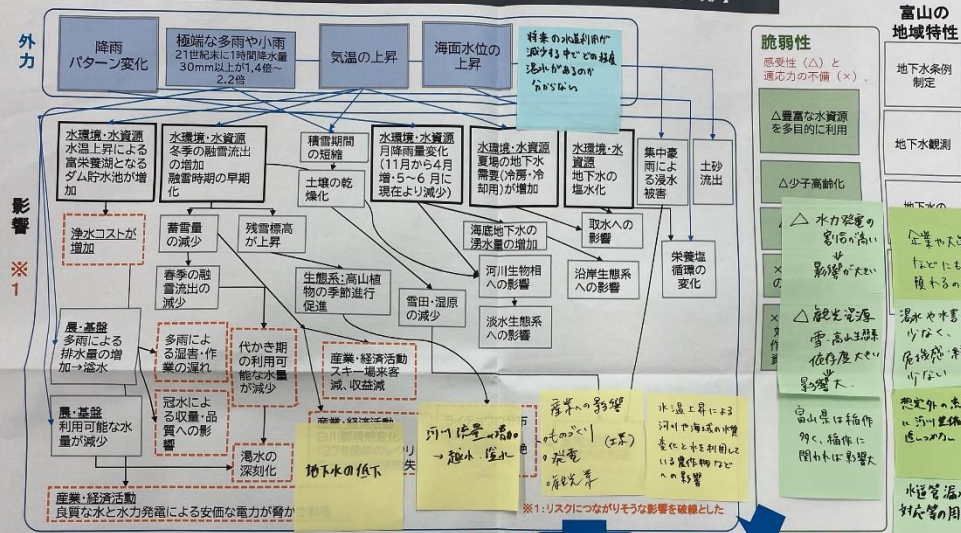 外力
降雨
パターン変化
極端な多雨や小雨
21世紀末に1時間降水量
30mm以上が1.4倍～
2.2倍
気温の上昇
海面水位の
上昇
将来の水道利用が
減少する中でどの程度
渇水があるのか
分からない
影響
※1
水環境・水資源
水温上昇による
富栄養湖となる
ダム貯水池が増加
水環境・水資源
冬季の融雪流出
の増加
融雪時期の早期
化
積雪期間
の短縮
水環境・水資源
月降雨量変化
(11月から4月
増・5～6 月に
現在より減少)
水環境・水資源
夏場の地下水
需要(冷房・冷
却用)が増加
水環境・水資
源
地下水の
塩水化
集中豪
雨によ
る浸水
被害
土砂
流出
土壌の乾
燥化
浄水コストが
増加
蓄雪量
の減少
残雪標高
が上昇
海底地下水の
湧水量の増加
取水への
影響
春季の融
雪流出の
減少
生態系:高山植
物の季節進行
促進
雪田・湿原
の減少
河川生物相
への影響
沿岸生態系
への影響
栄養塩
循環の
変化
淡水生態系
への影響
農・基盤
多雨による
排水量の増
加→溢水
多雨によ
る湿害・作
業の遅れ
代かき期
の利用可
能な水量
が減少
産業・経済活動
スキー場来客
減、収益減
農・基盤
利用可能な水
量が減少
冠水によ
る収量・品
質への影
響
渇水の
深刻化
産業・経済活動
産業・経済活動
良質な水と水力発電による安価な電力が脅か
地下水の低下
河川流量の増加
→越水・溢水
産業への影響
○ものづくり(工業)
○発電
○観光業
水温上昇による
河川や海域の水質
変化と水を利用して
いる農作物など
への影響
※1:リスクにつながりそうな影響を破線とした
脆弱性
感受性(△)と
適応力の不備(×)、
△豊富な水資源
を多目的に利用
△少子高齢化
△ 水力発電の
割合が高い
⇓
影響が大きい
△ 観光資源
雪・高山生態系
依存度大きい
⇓
影響大
富山県は稲作
多く、稲作に
関われば影響大
富山の
地域特性
地下水条例
制定
地下水観測
地下水の
企業や大
などにも
頼れるの
渇水や水害
少なく、
危機感・
少ない
想定外の
に河川整備
水道管漏
対応等の